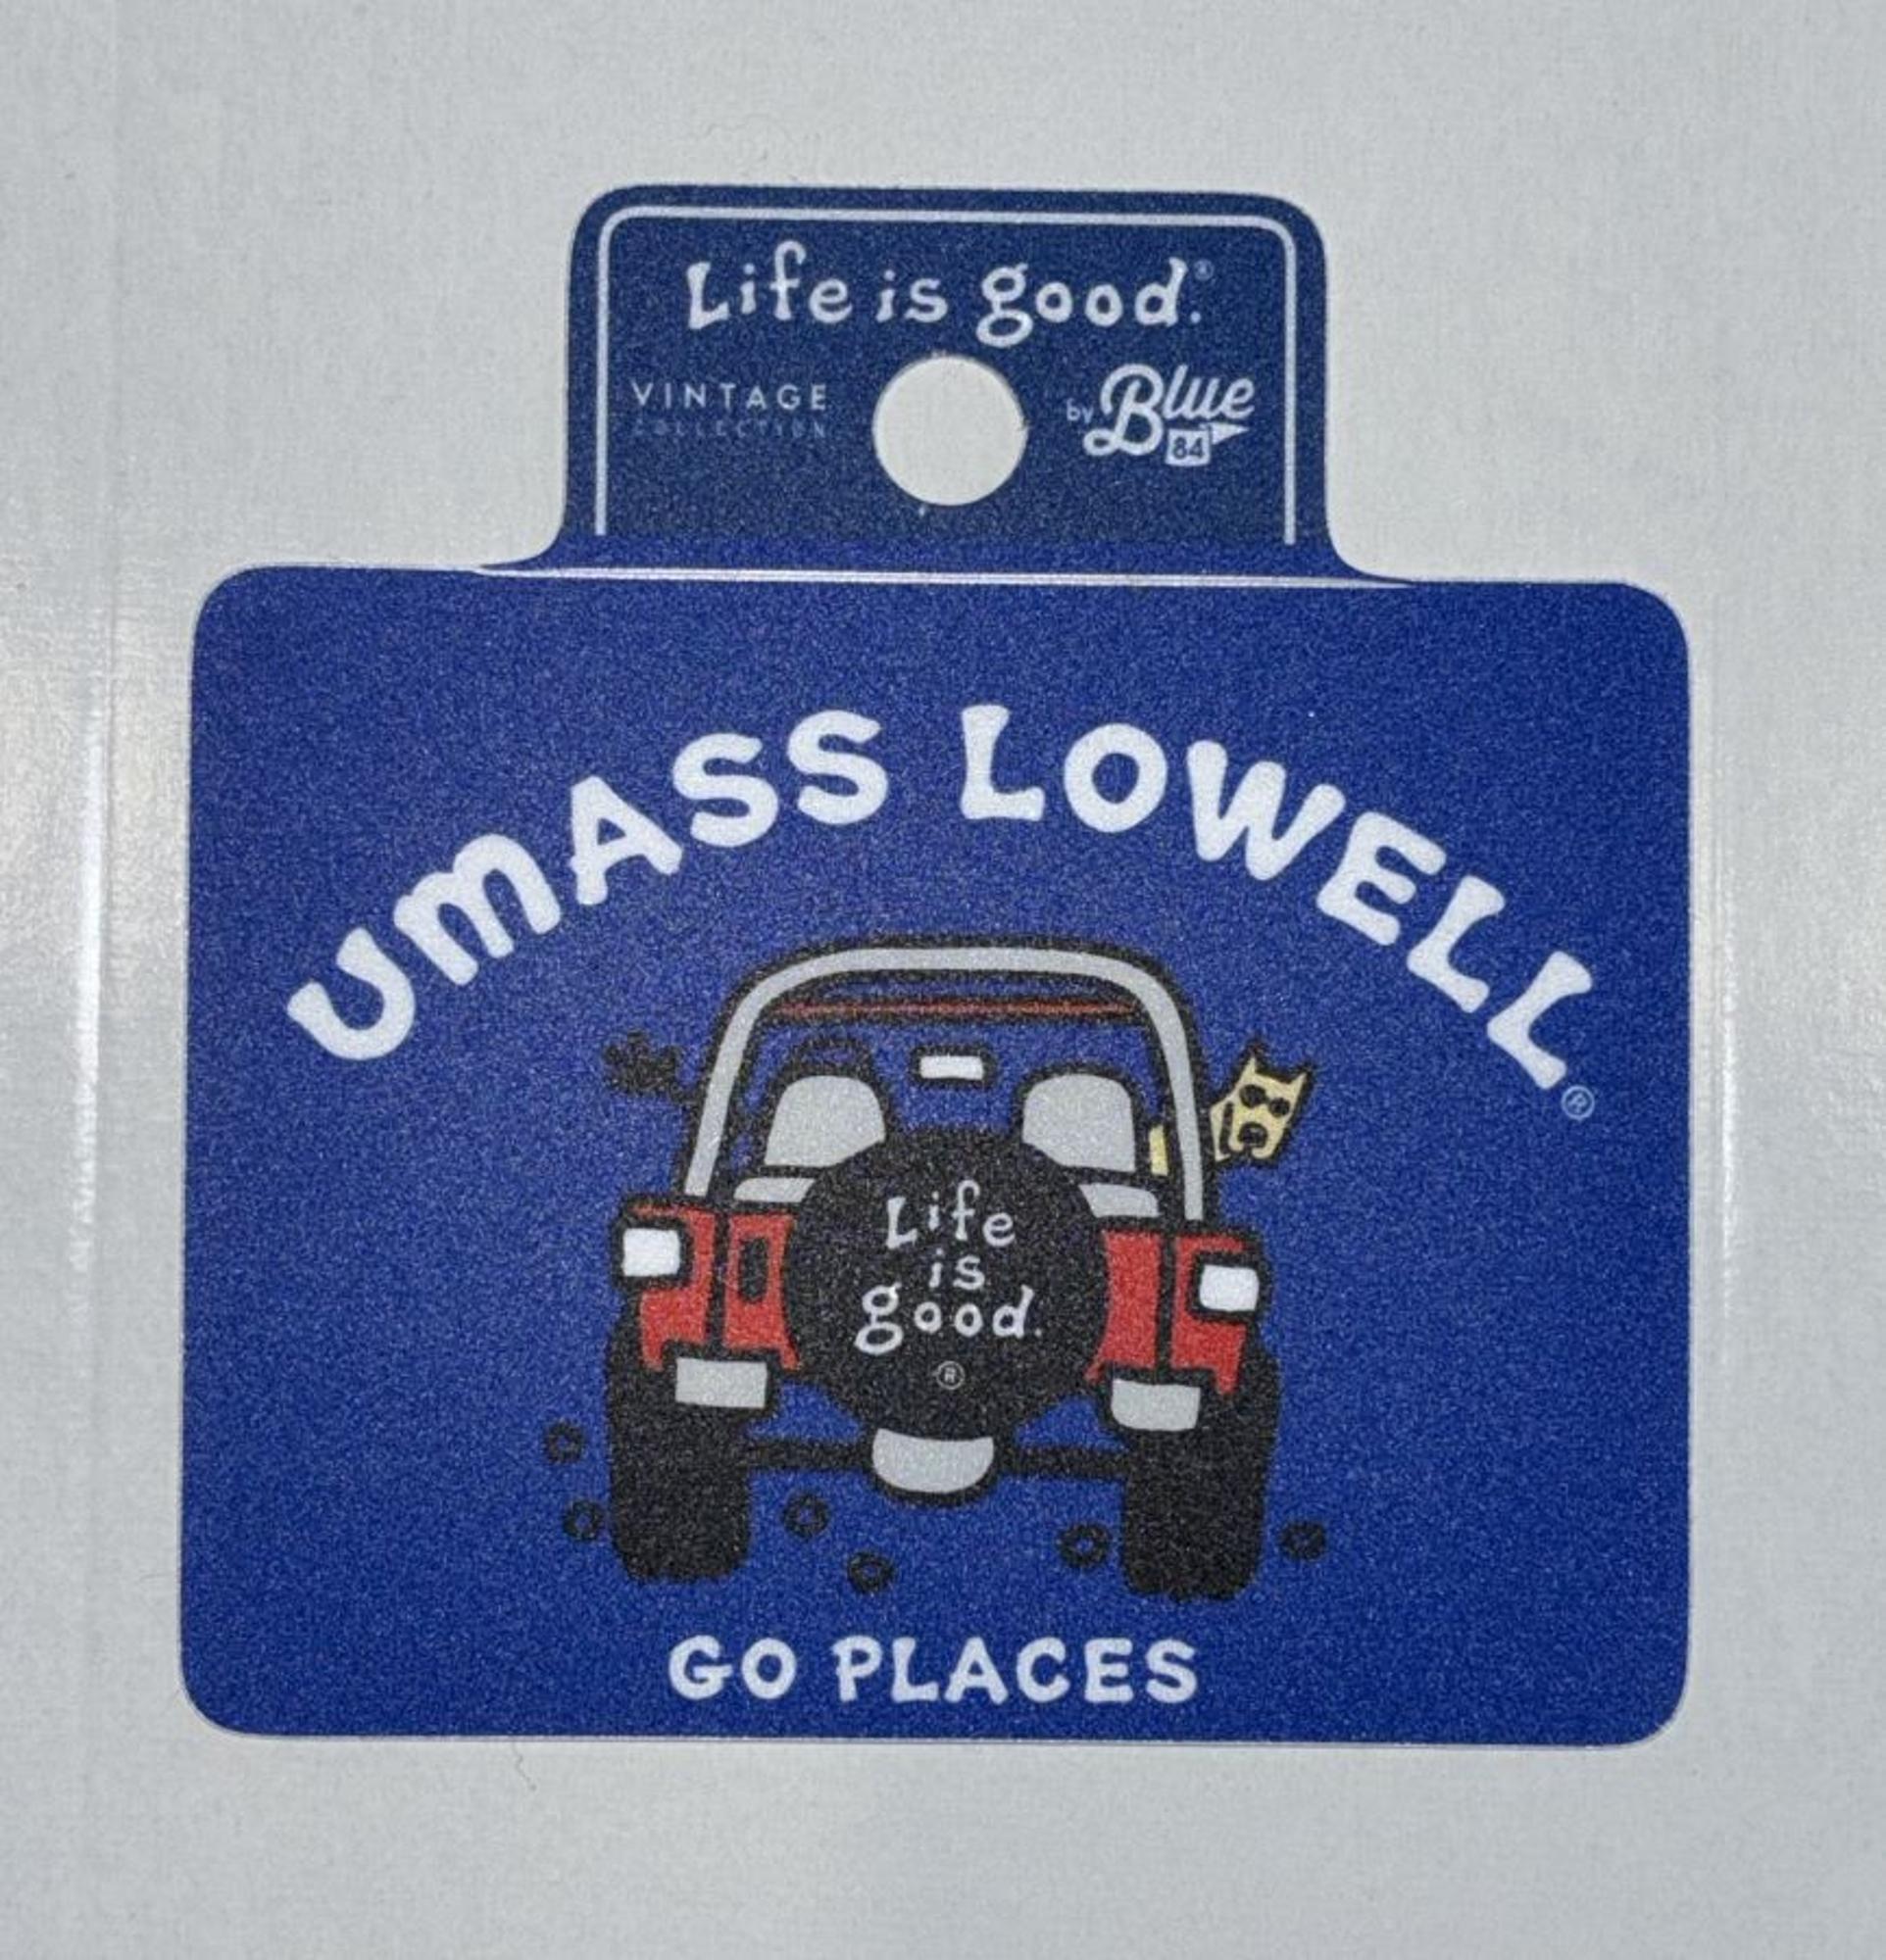 Life is good.®
VINTAGE
COLLECTION
by Blue
84
UMASS LOWELL®
Life
is
good.
®
GO PLACES